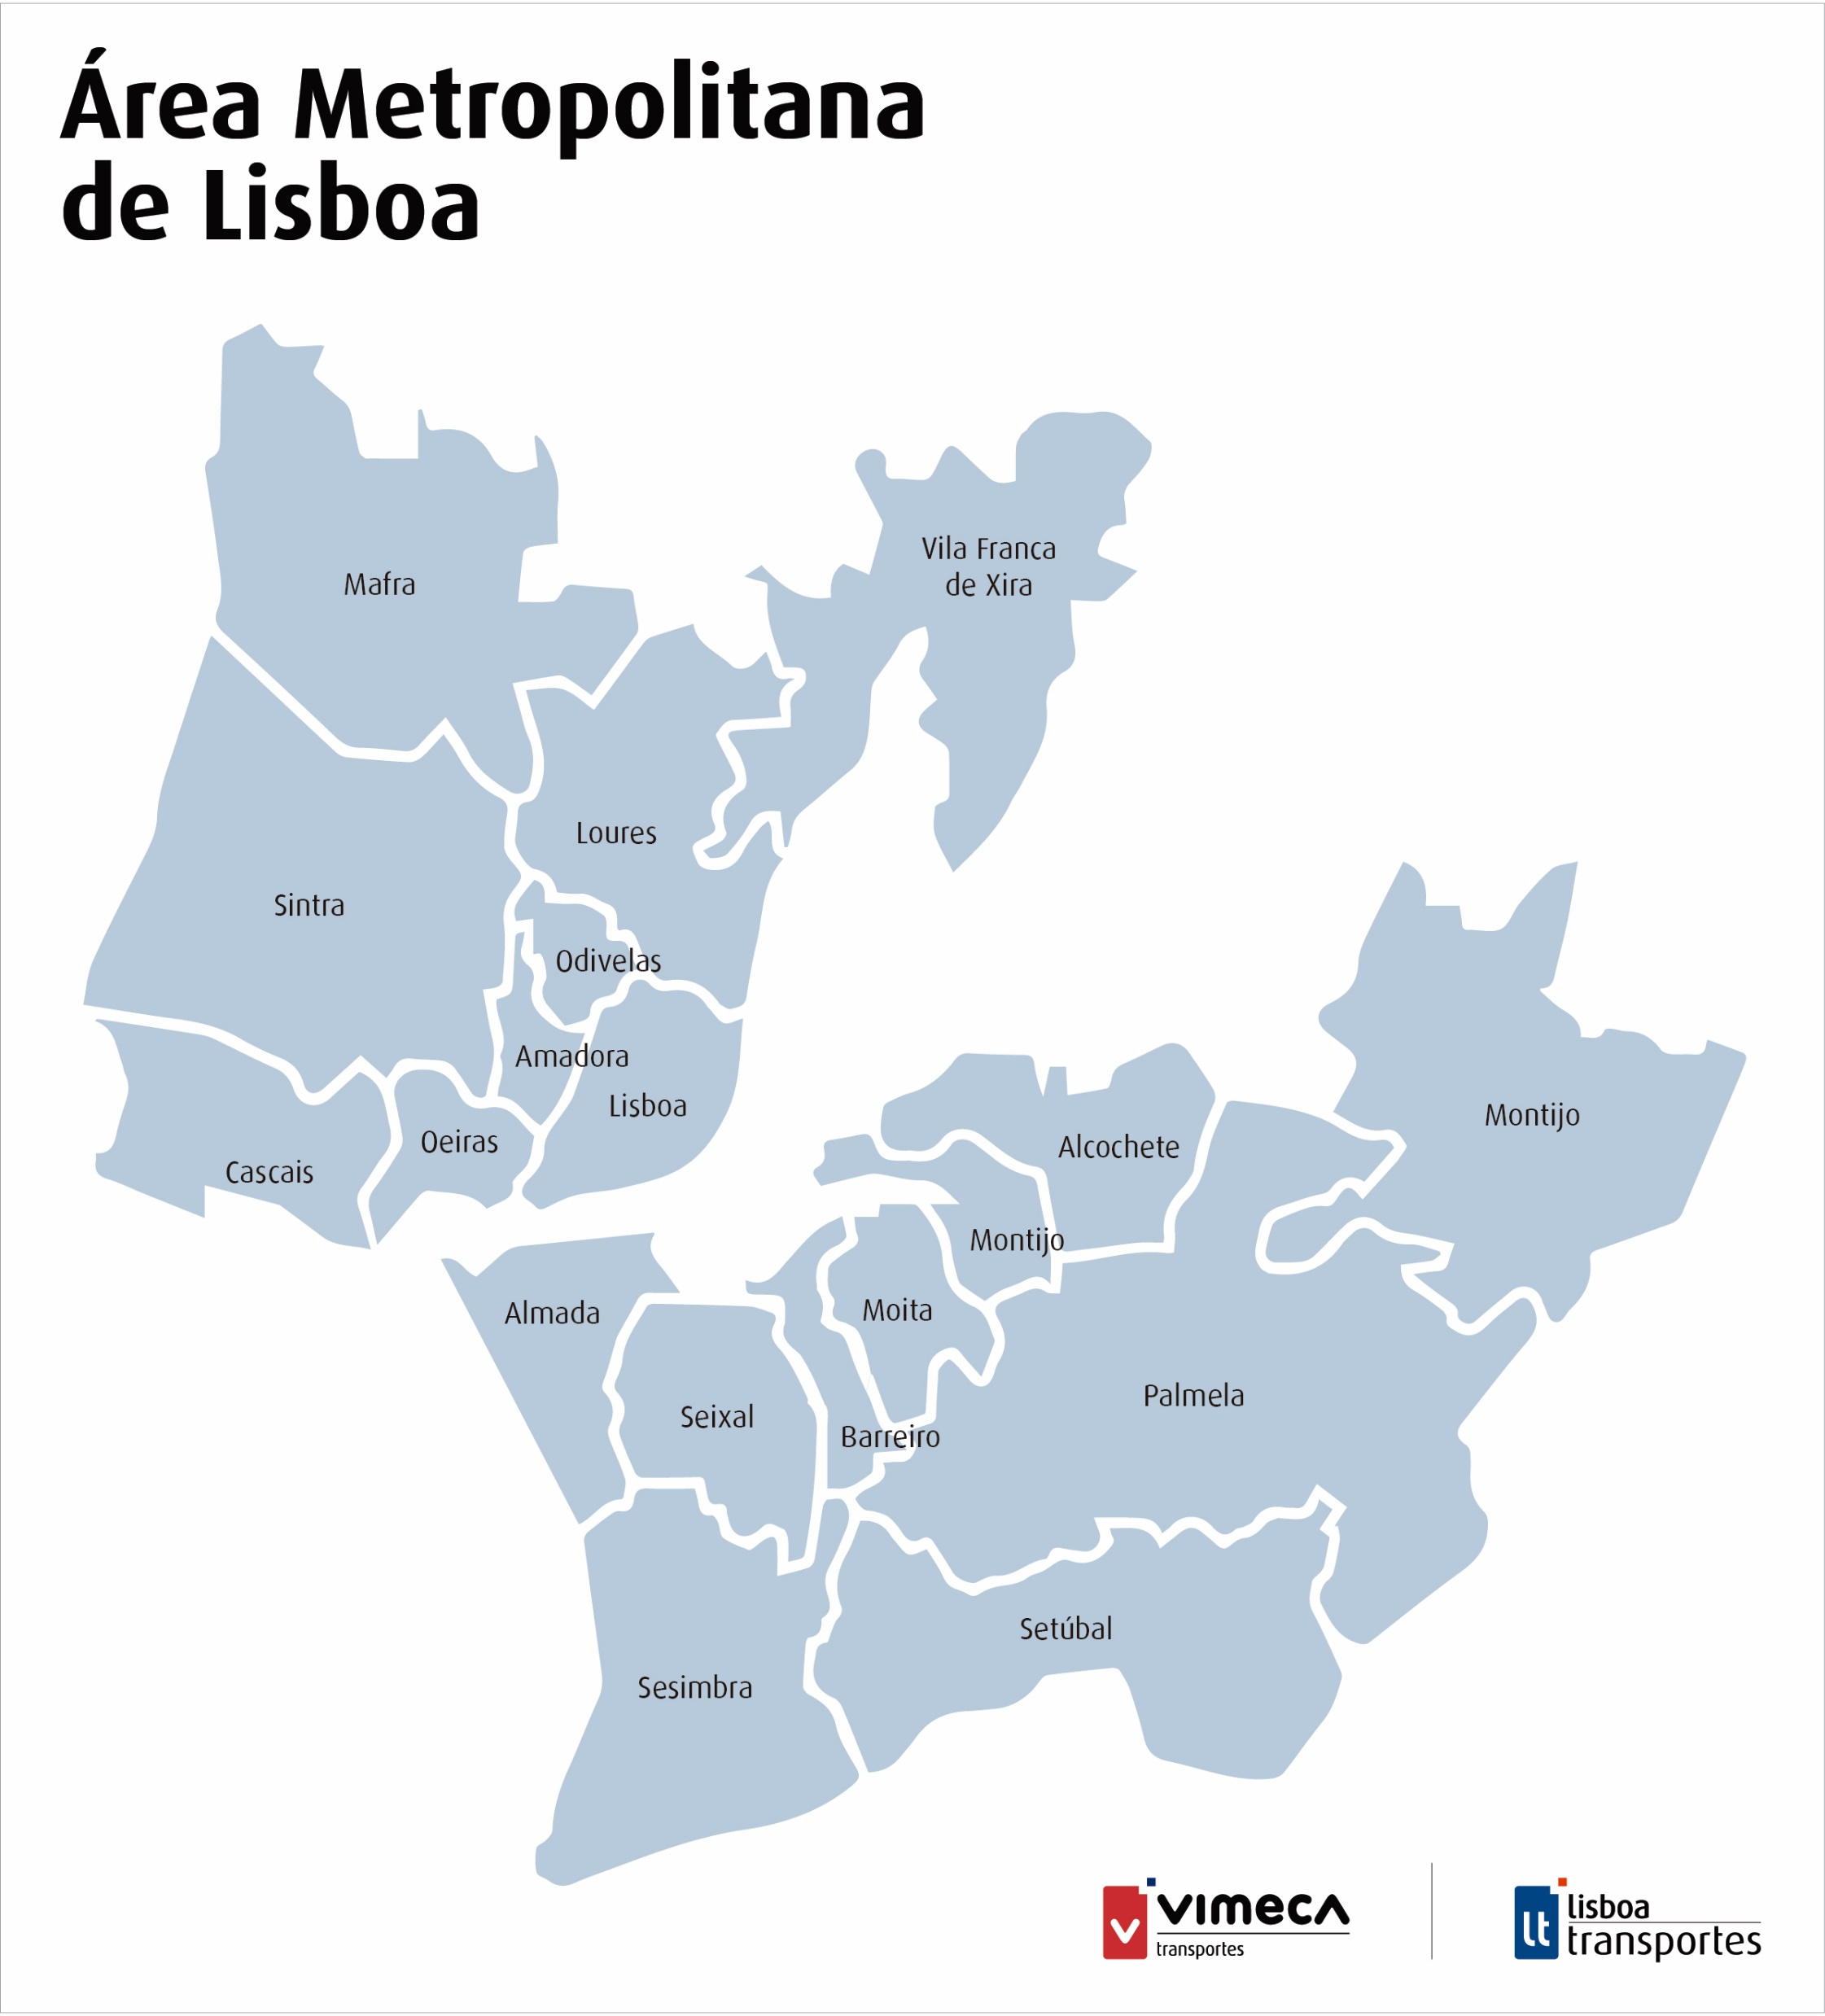 Área Metropolitana
de Lisboa
Vila Franca
de Xira
Mafra
Loures
Sintra
Odivelas
Amadora
Lisboa
Oeiras
Cascais
Montijo
Alcochete
Montijo
Almada
Moita
Palmela
Seixal
Barreiro
Setúbal
Sesimbra
v vimeca
transportes
lt lisboa
transportes